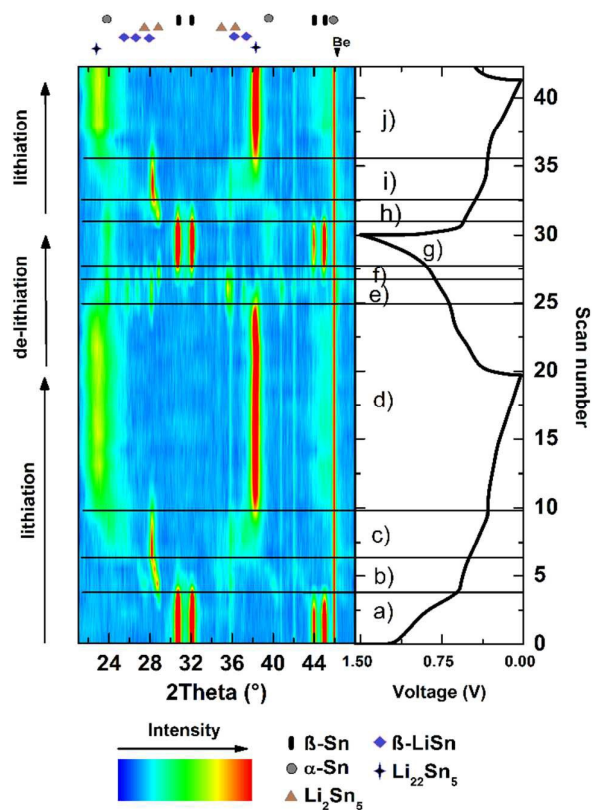 Be
lithiation
de-lithiation
lithiation
j)
i)
h)
g)
f)
e)
d)
c)
b)
a)
40
35
30
25
20
15
10
5
0
Scan number
24 28 32 36 40 44
1.50 0.75 0.00
2Theta (°)
Voltage (V)
Intensity
ß-Sn
ß-LiSn
α-Sn
Li22Sn5
Li2Sn5